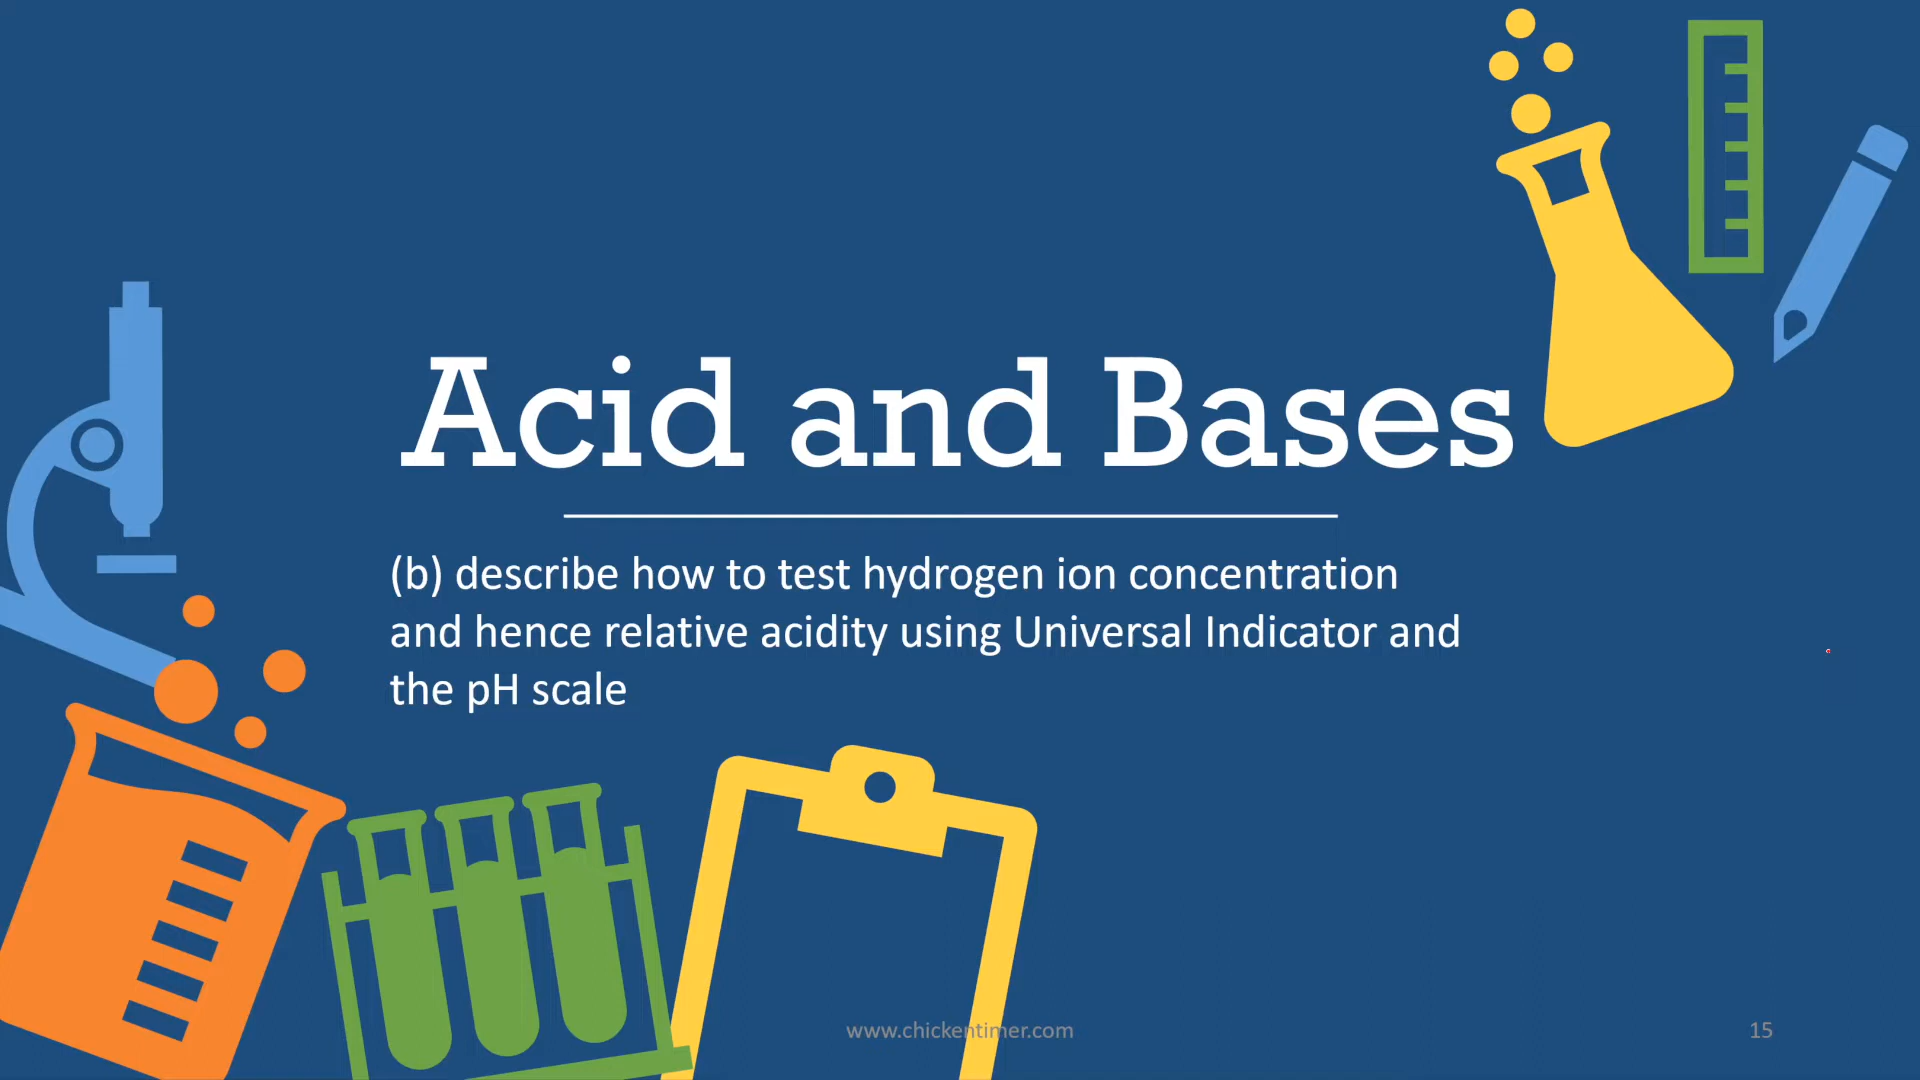 Acid and Bases
(b) describe how to test hydrogen ion concentration
and hence relative acidity using Universal Indicator and
the pH scale
www.chickentimer.com
15